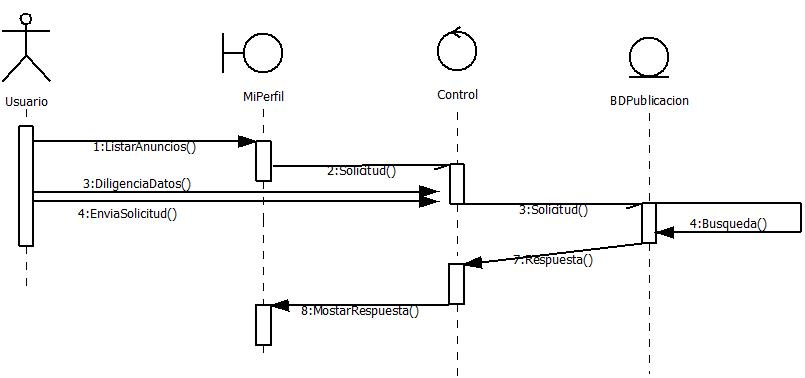 Usuario
MiPerfil
Control
BDPublicacion
1:ListarAnuncios()
2:Solicitud()
3:DiligenciaDatos()
4:EnviaSolicitud()
3:Solicitud()
4:Busqueda()
7:Respuesta()
8:MostarRespuesta()